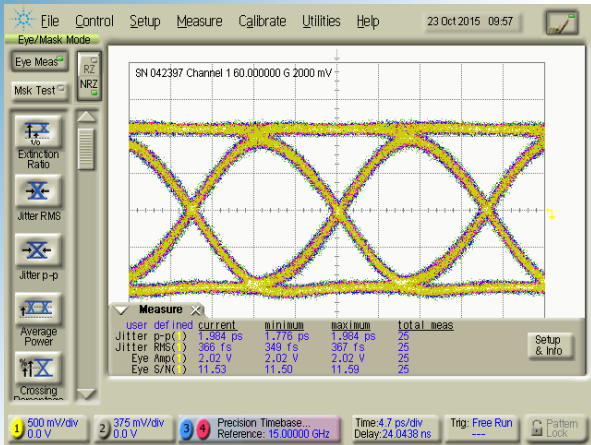 File Control Setup Measure Calibrate Utilities Help 23 Oct 2015 09:57
Eye/Mask Mode
Eye Meas
RZ
NRZ
Msk Test
SN 042397 Channel 1 60.000000 G 2000 mV
Extinction
Ratio
Jitter RMS
Jitter p-p
Average
Power
Crossing
Percentage
Measure
user defined current minimum maximum total meas
Jitter p-p(1) 1.984 ps 1.776 ps 1.984 ps 25
Jitter RMS(1) 366 fs 349 fs 367 fs 25
Eye Amp(1) 2.02 V 2.02 V 2.02 V 25
Eye S/N(1) 11.53 11.50 11.59 25
Setup
& Info
1 500 mV/div
0.0 V
2 375 mV/div
0.0 V
3 4 Precision Timebase...
Reference: 15.00000 GHz
Time:4.7 ps/div
Delay:24.0438 ns
Trig: Free Run
---
Pattern
Lock